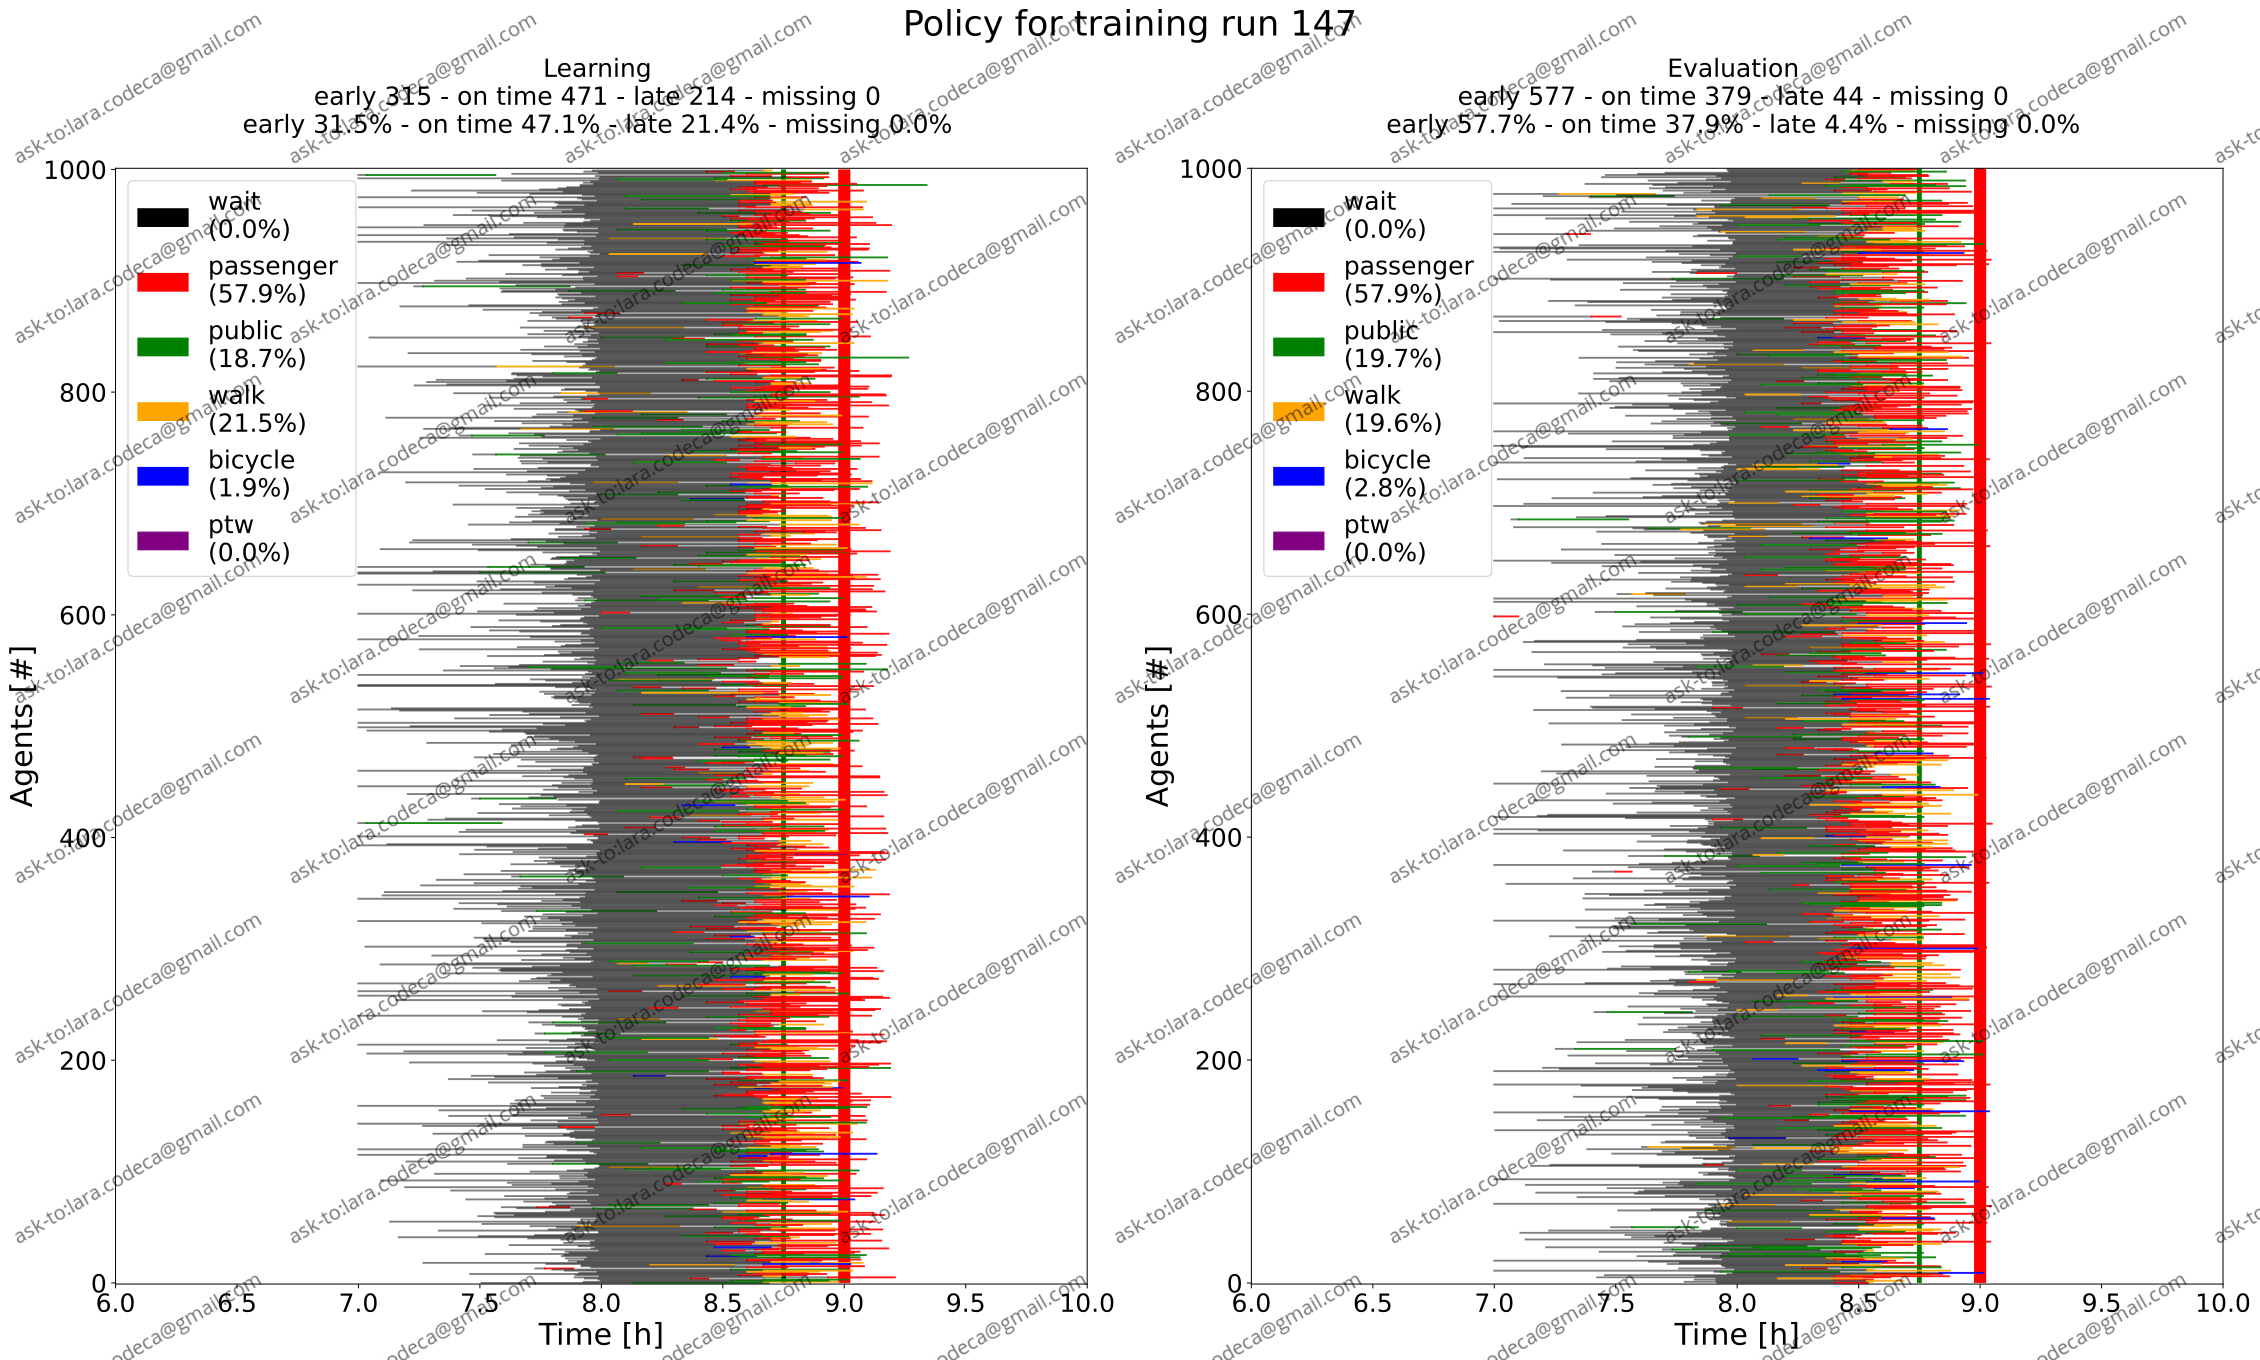 Policy for training run 147
Learning
early 315 - on time 471 - late 214 - missing 0
early 31.5% - on time 47.1% - late 21.4% - missing 0.0%
1000
800
600
400
200
0
Agents [#]
wait
(0.0%)
passenger
(57.9%)
public
(18.7%)
walk
(21.5%)
bicycle
(1.9%)
ptw
(0.0%)
6.0 6.5 7.0 7.5 8.0 8.5 9.0 9.5 10.0
Time [h]
Evaluation
early 577 - on time 379 - late 44 - missing 0
early 57.7% - on time 37.9% - late 4.4% - missing 0.0%
1000
800
600
400
200
0
Agents [#]
wait
(0.0%)
passenger
(57.9%)
public
(19.7%)
walk
(19.6%)
bicycle
(2.8%)
ptw
(0.0%)
6.0 6.5 7.0 7.5 8.0 8.5 9.0 9.5 10.0
Time [h]
ask-to:lara.codeca@gmail.com